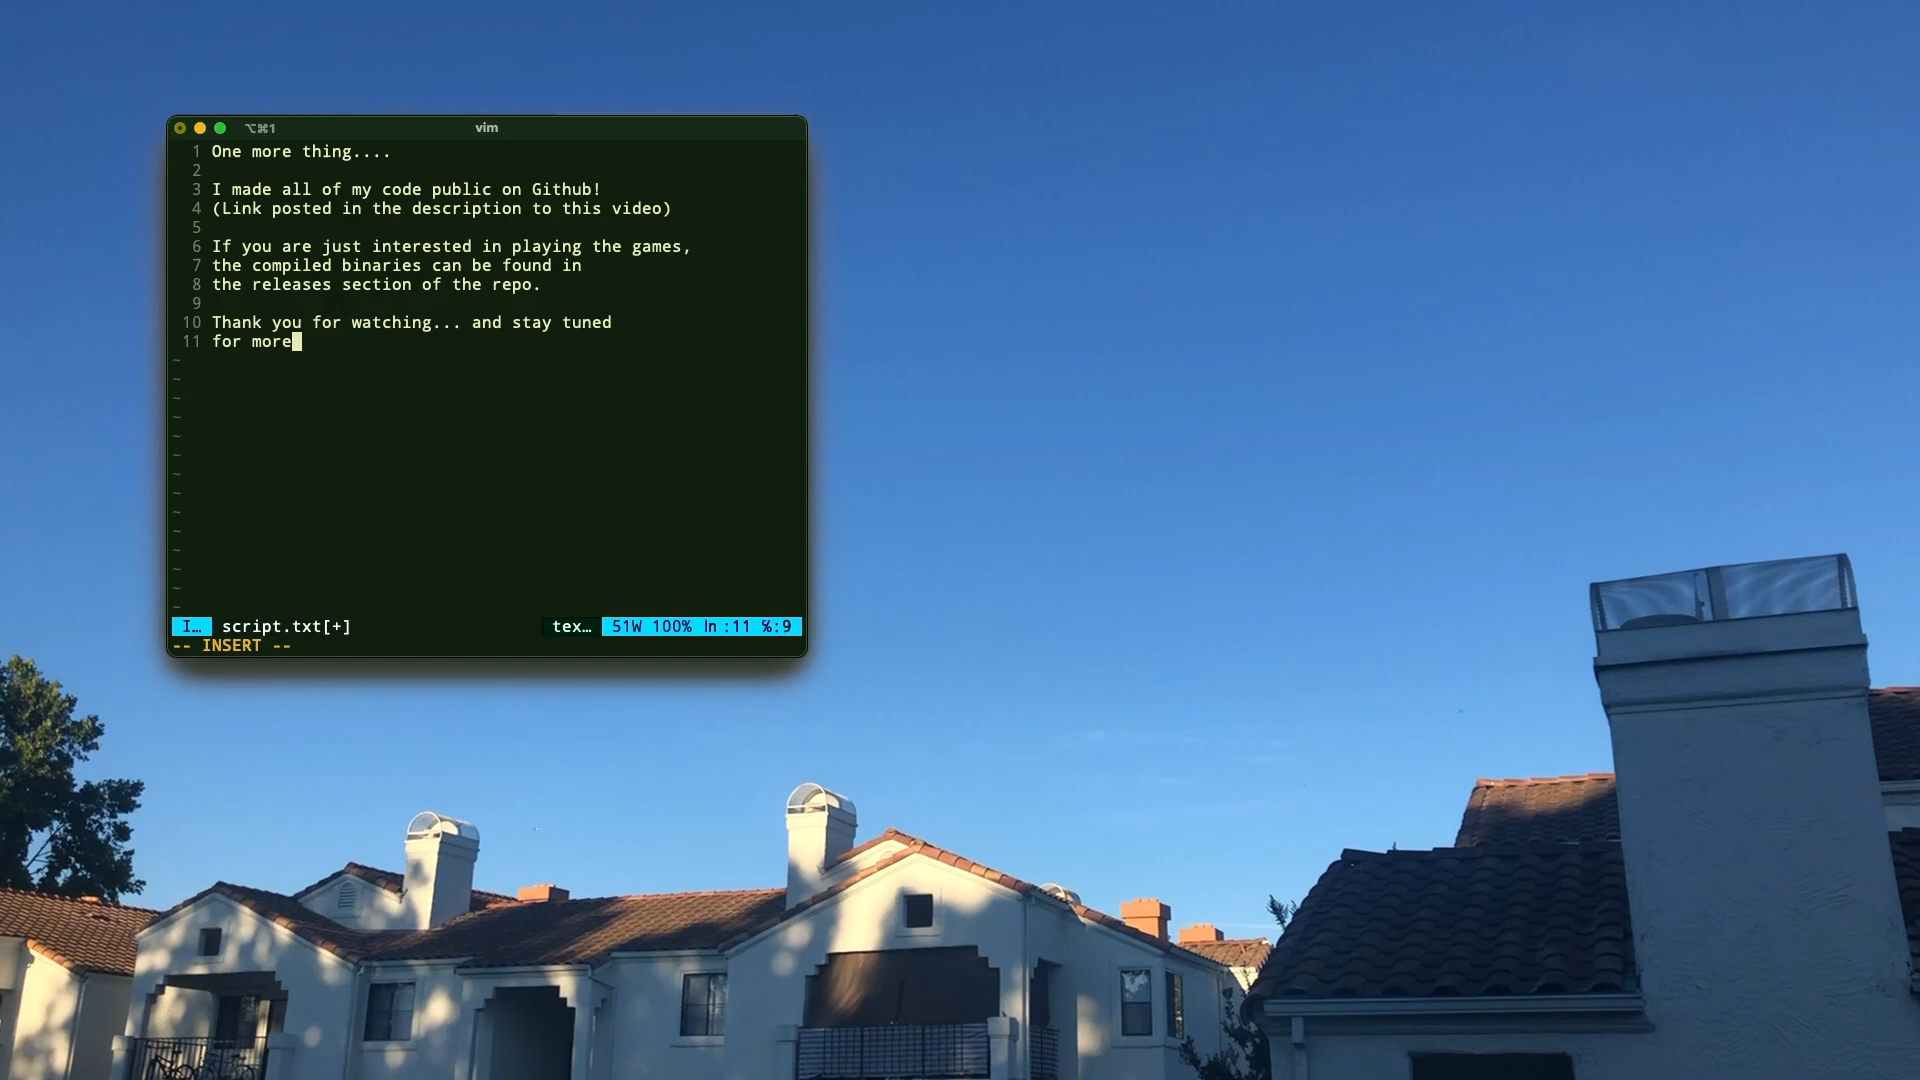 ⌥⌘1 vim
1 One more thing....
2
3 I made all of my code public on Github!
4 (Link posted in the description to this video)
5
6 If you are just interested in playing the games,
7 the compiled binaries can be found in
8 the releases section of the repo.
9
10 Thank you for watching... and stay tuned
11 for more
~
~
~
~
~
~
~
~
~
~
~
~
~
~
I… script.txt[+] tex… 51W 100% ln :11 %:9
-- INSERT --